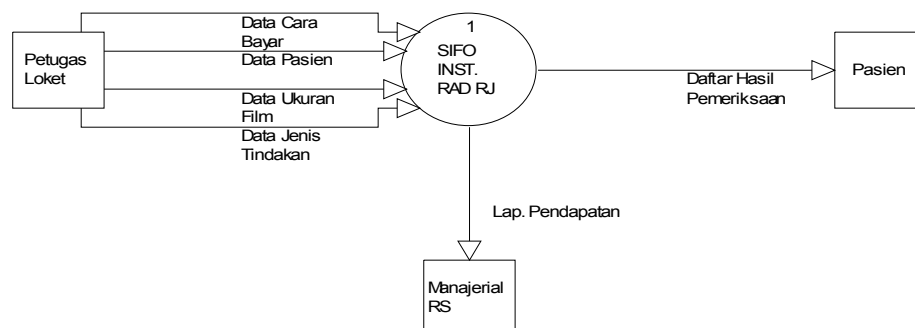 Data Cara
Bayar
Data Pasien
Petugas
Loket
Data Ukuran
Film
Data Jenis
Tindakan
1
SIFO
INST.
RAD RJ
Daftar Hasil
Pemeriksaan
Pasien
Lap. Pendapatan
Manajerial
RS